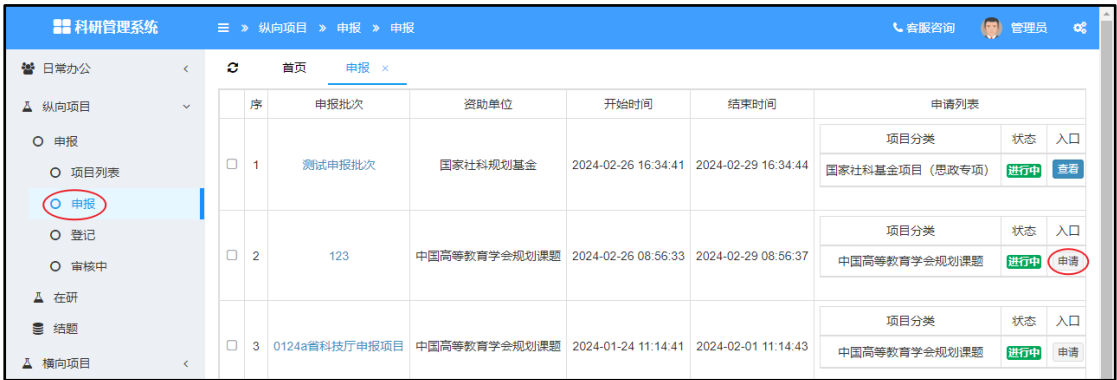 科研管理系统
纵向项目 » 申报 » 申报
客服咨询 管理员
日常办公
纵向项目
申报
项目列表
申报
登记
审核中
在研
结题
横向项目
首页 申报 ×
序 申报批次 资助单位 开始时间 结束时间 申请列表
项目分类 状态 入口
1 测试申报批次 国家社科规划基金 2024-02-26 16:34:41 2024-02-29 16:34:44 国家社科基金项目（思政专项） 进行中 查看
项目分类 状态 入口
2 123 中国高等教育学会规划课题 2024-02-26 08:56:33 2024-02-29 08:56:37 中国高等教育学会规划课题 进行中 申请
项目分类 状态 入口
3 0124a省科技厅申报项目 中国高等教育学会规划课题 2024-01-24 11:14:41 2024-02-01 11:14:43 中国高等教育学会规划课题 进行中 申请